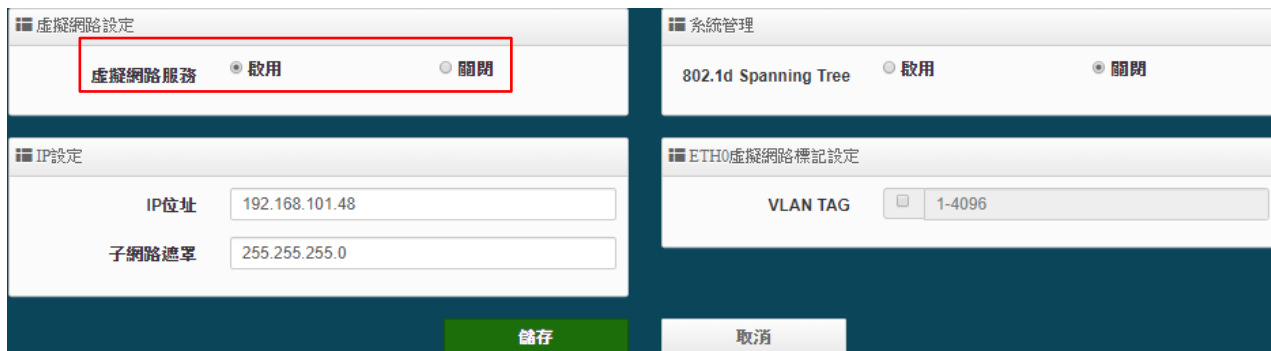 虛擬網路設定
虛擬網路服務 啟用 關閉
系統管理
802.1d Spanning Tree 啟用 關閉
IP設定
IP位址 192.168.101.48
子網路遮罩 255.255.255.0
ETH0虛擬網路標記設定
VLAN TAG 1-4096
儲存 取消